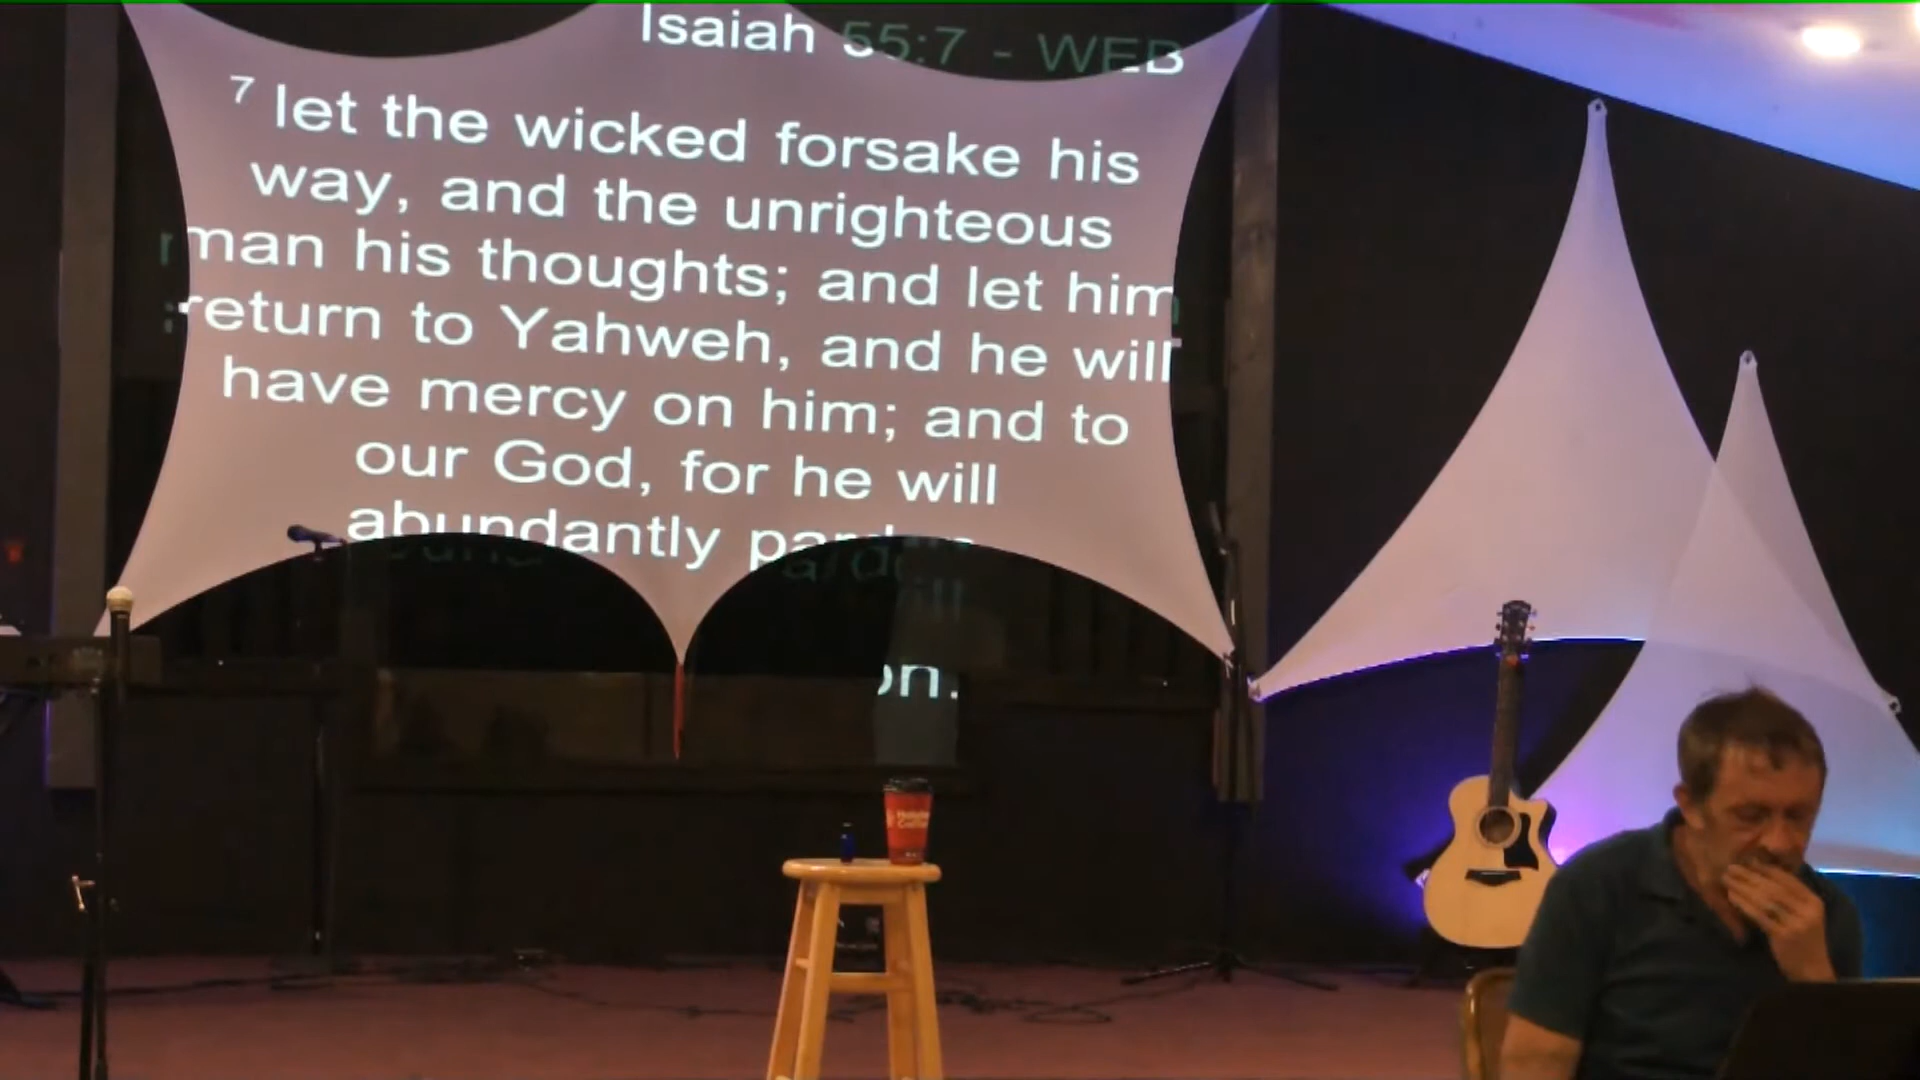 Isaiah 55:7 - WEB
7 let the wicked forsake his
way, and the unrighteous
man his thoughts; and let him
return to Yahweh, and he will
have mercy on him; and to
our God, for he will
abundantly pardon.